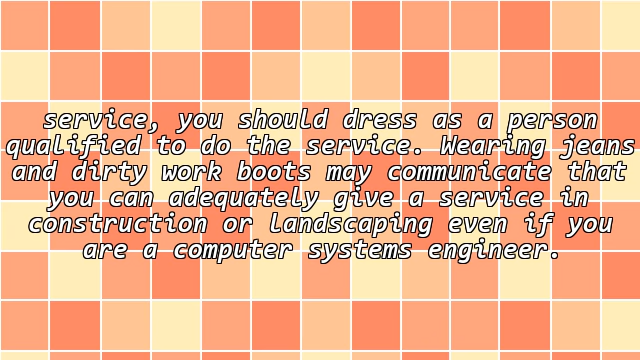 service, you should dress as a person
qualified to do the service. Wearing jeans
and dirty work boots may communicate that
you can adequately give a service in
construction or landscaping even if you
are a computer systems engineer.